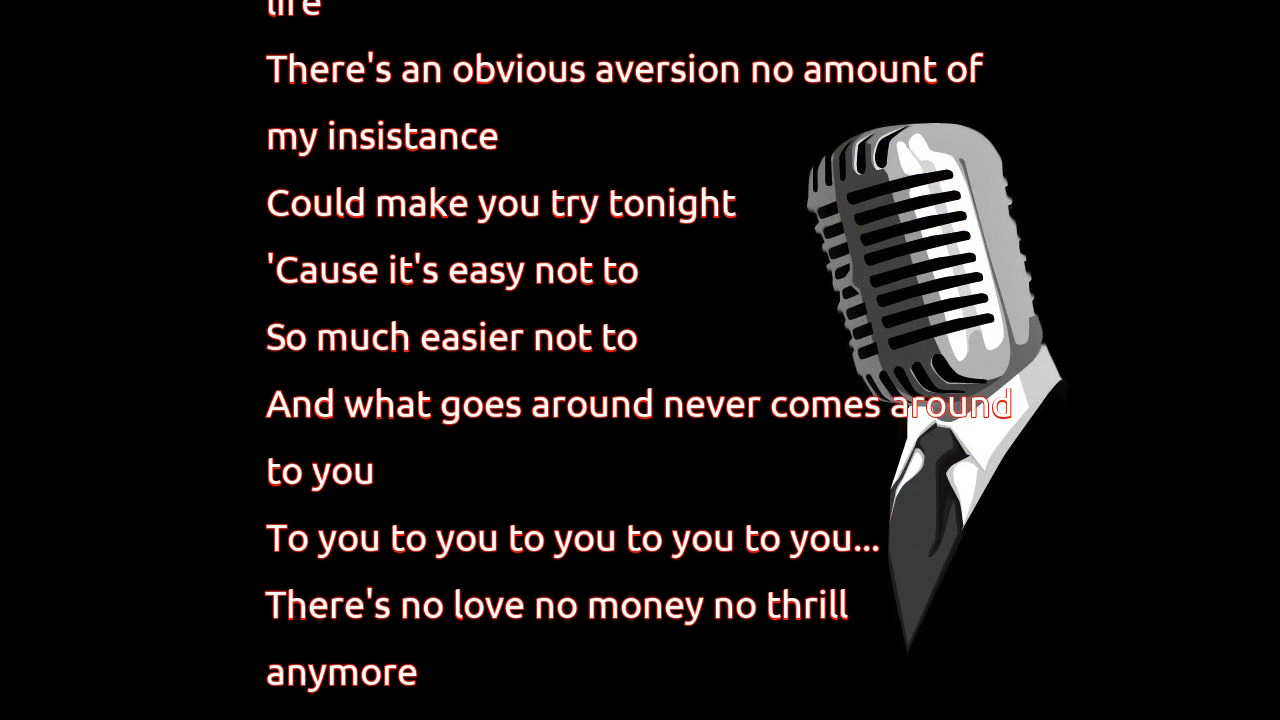 life
There's an obvious aversion no amount of
my insistance
Could make you try tonight
'Cause it's easy not to
So much easier not to
And what goes around never comes around
to you
To you to you to you to you to you...
There's no love no money no thrill
anymore